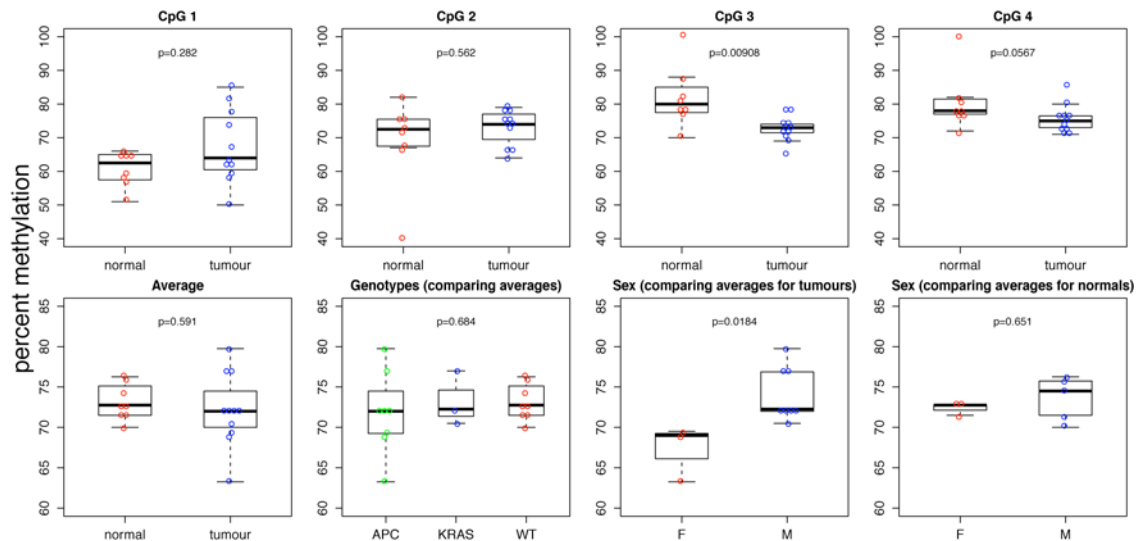 percent methylation
CpG 1
p=0.282
40 50 60 70 80 90 100
normal tumour
CpG 2
p=0.562
40 50 60 70 80 90 100
normal tumour
CpG 3
p=0.00908
40 50 60 70 80 90 100
normal tumour
CpG 4
p=0.0567
40 50 60 70 80 90 100
normal tumour
Average
p=0.591
60 65 70 75 80 85
normal tumour
Genotypes (comparing averages)
p=0.684
60 65 70 75 80 85
APC KRAS WT
Sex (comparing averages for tumours)
p=0.0184
60 65 70 75 80 85
F M
Sex (comparing averages for normals)
p=0.651
60 65 70 75 80 85
F M